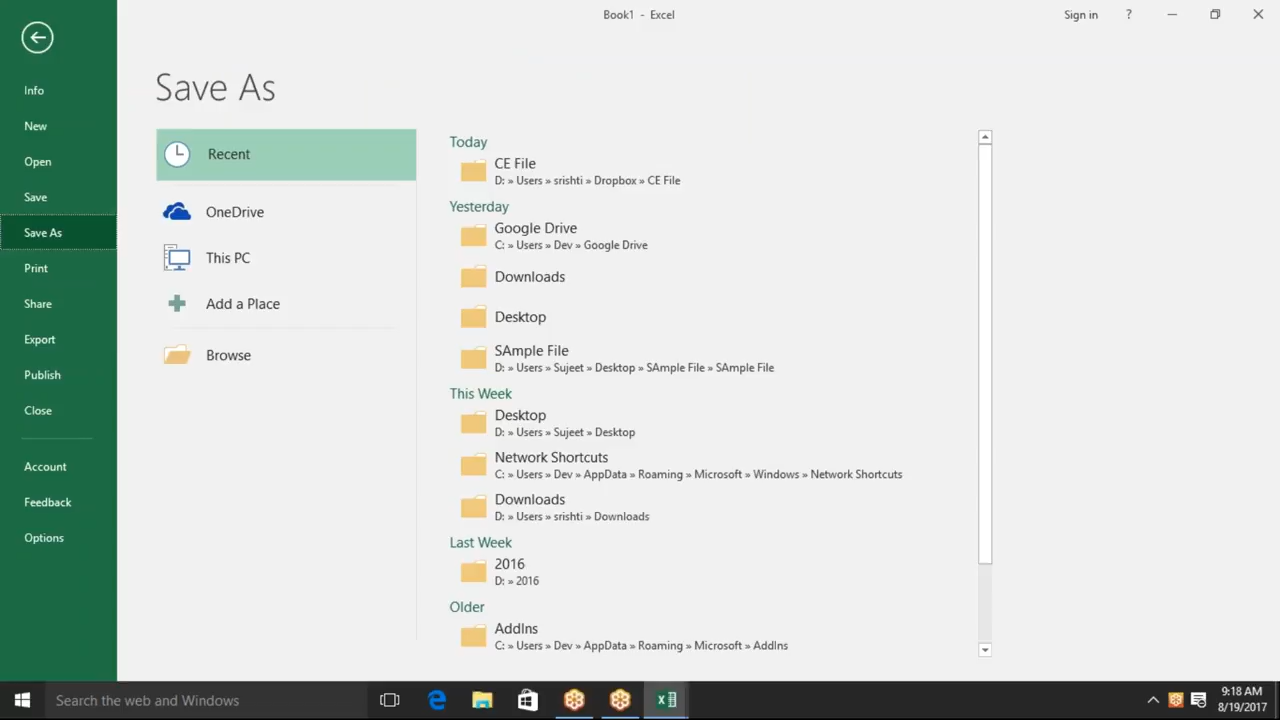 Book1 - Excel
Sign in
?
Info
New
Open
Save
Save As
Print
Share
Export
Publish
Close
Account
Feedback
Options
Save As
Recent
OneDrive
This PC
Add a Place
Browse
Today
CE File
D: » Users » srishti » Dropbox » CE File
Yesterday
Google Drive
C: » Users » Dev » Google Drive
Downloads
Desktop
SAmple File
D: » Users » Sujeet » Desktop » SAmple File » SAmple File
This Week
Desktop
D: » Users » Sujeet » Desktop
Network Shortcuts
C: » Users » Dev » AppData » Roaming » Microsoft » Windows » Network Shortcuts
Downloads
D: » Users » srishti » Downloads
Last Week
2016
D: » 2016
Older
AddIns
C: » Users » Dev » AppData » Roaming » Microsoft » AddIns
Search the web and Windows
9:18 AM
8/19/2017